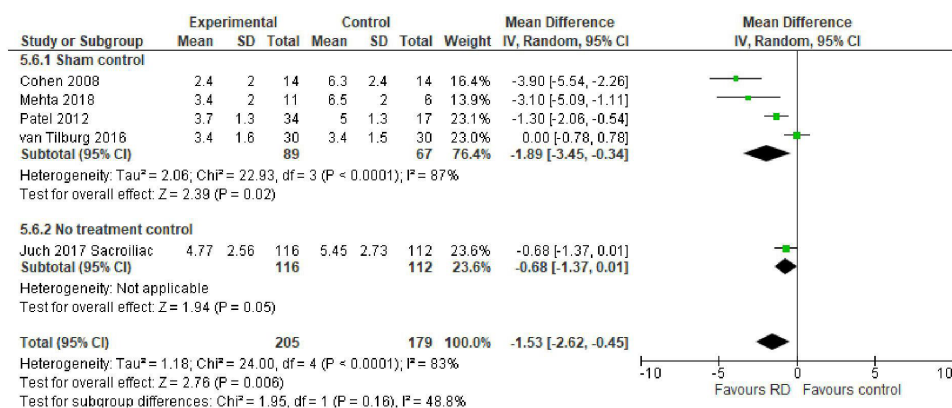 Experimental Control Mean Difference Mean Difference
Study or Subgroup Mean SD Total Mean SD Total Weight IV, Random, 95% CI IV, Random, 95% CI
5.6.1 Sham control
Cohen 2008 2.4 2 14 6.3 2.4 14 16.4% -3.90 [-5.54, -2.26]
Mehta 2018 3.4 2 11 6.5 2 6 13.9% -3.10 [-5.09, -1.11]
Patel 2012 3.7 1.3 34 5 1.3 17 23.1% -1.30 [-2.06, -0.54]
van Tilburg 2016 3.4 1.6 30 3.4 1.5 30 23.0% 0.00 [-0.78, 0.78]
Subtotal (95% CI) 89 67 76.4% -1.89 [-3.45, -0.34]
Heterogeneity: Tau² = 2.06; Chi² = 22.93, df = 3 (P < 0.0001); I² = 87%
Test for overall effect: Z = 2.39 (P = 0.02)
5.6.2 No treatment control
Juch 2017 Sacroiliac 4.77 2.56 116 5.45 2.73 112 23.6% -0.68 [-1.37, 0.01]
Subtotal (95% CI) 116 112 23.6% -0.68 [-1.37, 0.01]
Heterogeneity: Not applicable
Test for overall effect: Z = 1.94 (P = 0.05)
Total (95% CI) 205 179 100.0% -1.53 [-2.62, -0.45]
Heterogeneity: Tau² = 1.18; Chi² = 24.00, df = 4 (P < 0.0001); I² = 83%
Test for overall effect: Z = 2.76 (P = 0.006)
Test for subgroup differences: Chi² = 1.95, df = 1 (P = 0.16), I² = 48.8%
-10 -5 0 5 10
Favours RD Favours control